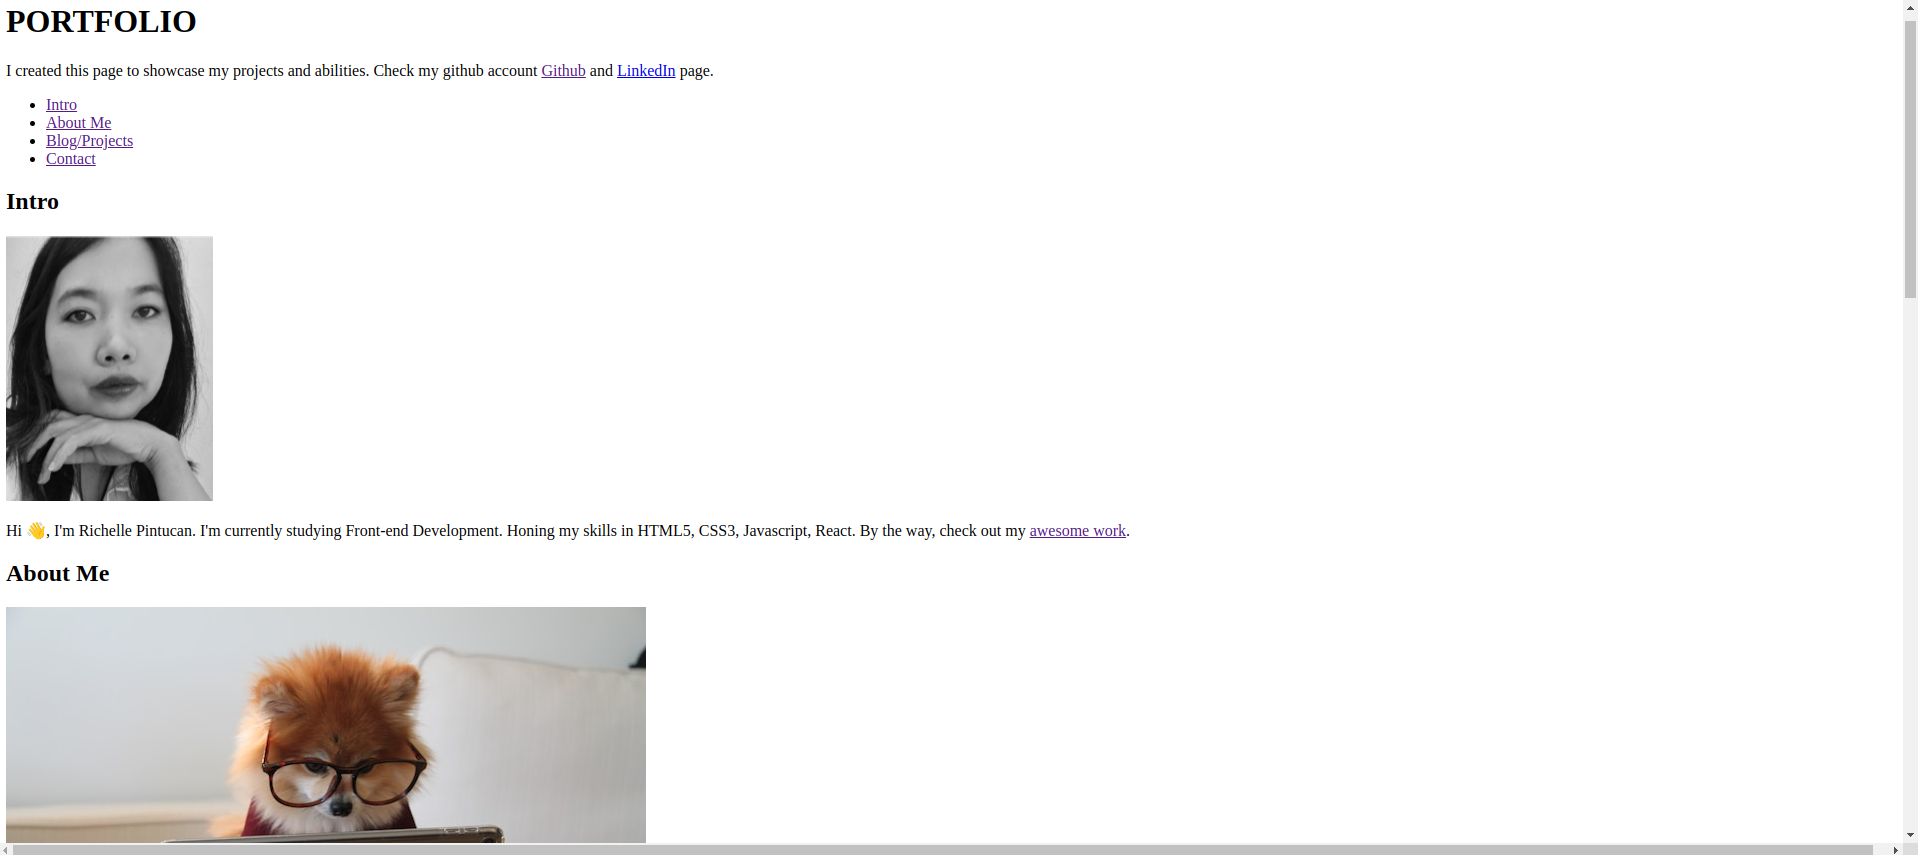 PORTFOLIO
I created this page to showcase my projects and abilities. Check my github account Github and LinkedIn page.
Intro
About Me
Blog/Projects
Contact
Intro
Hi 👋, I'm Richelle Pintucan. I'm currently studying Front-end Development. Honing my skills in HTML5, CSS3, Javascript, React. By the way, check out my awesome work.
About Me